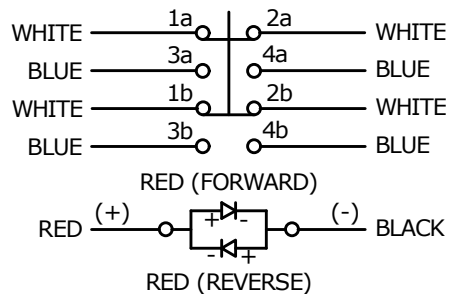 WHITE 1a 2a WHITE
BLUE 3a 4a BLUE
WHITE 1b 2b WHITE
BLUE 3b 4b BLUE
RED (FORWARD)
RED (+) + - (-) BLACK
- +
RED (REVERSE)